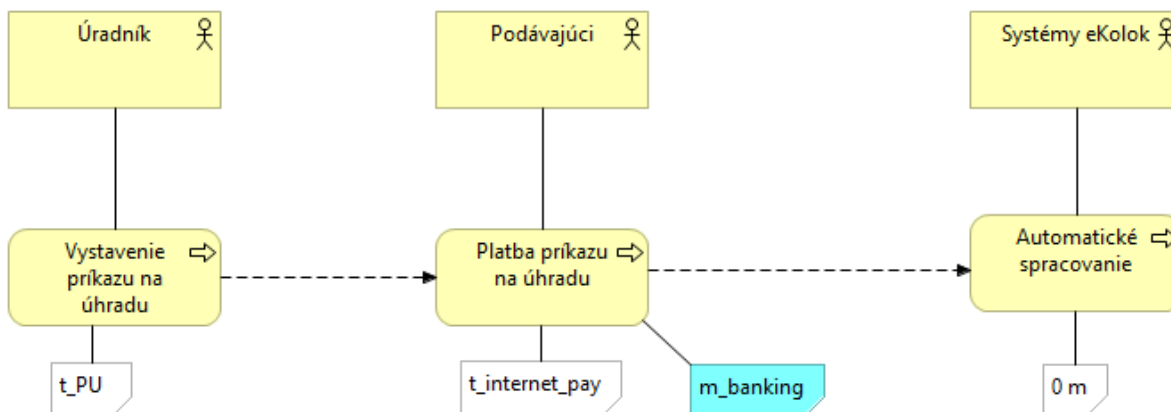 Úradník
Podávajúci
Systémy eKolok
Vystavenie
príkazu na
úhradu
Platba príkazu
na úhradu
Automatické
spracovanie
t_PU
t_internet_pay
m_banking
0 m